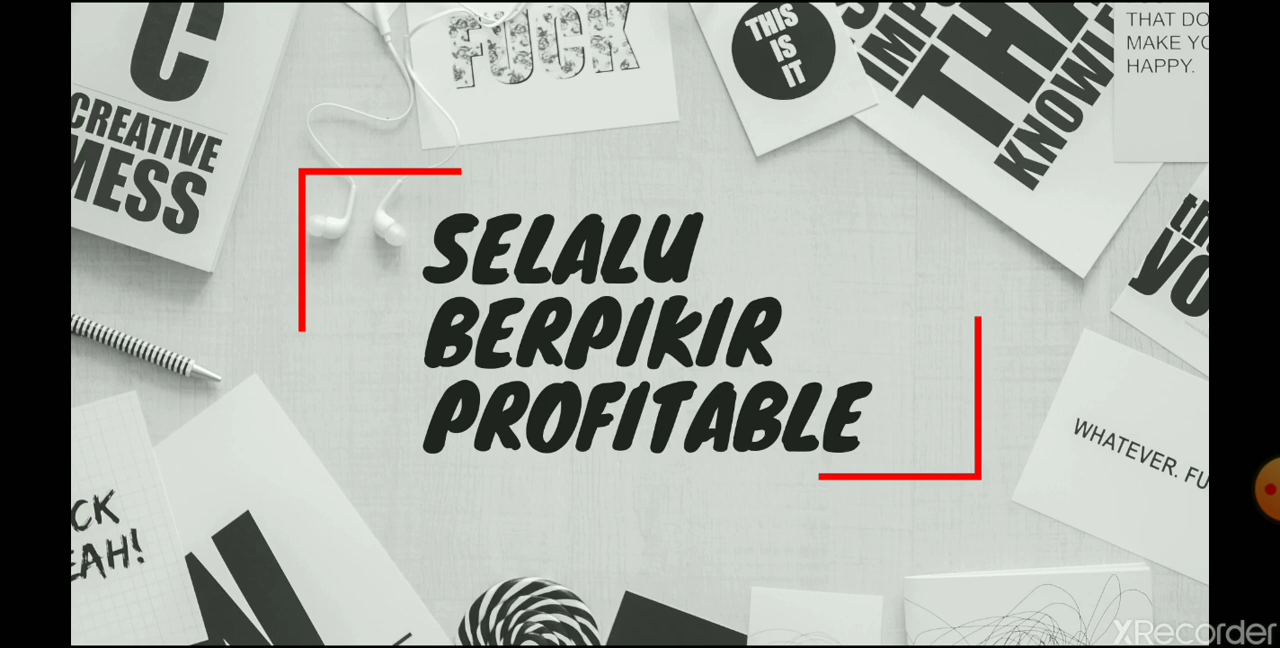 C
CREATIVE
MESS
FUCK
THIS
IS
IT
THAT DO
MAKE YO
HAPPY.
SELALU
BERPIKIR
PROFITABLE
WHATEVER. FU
CK
EAH!
XRecorder